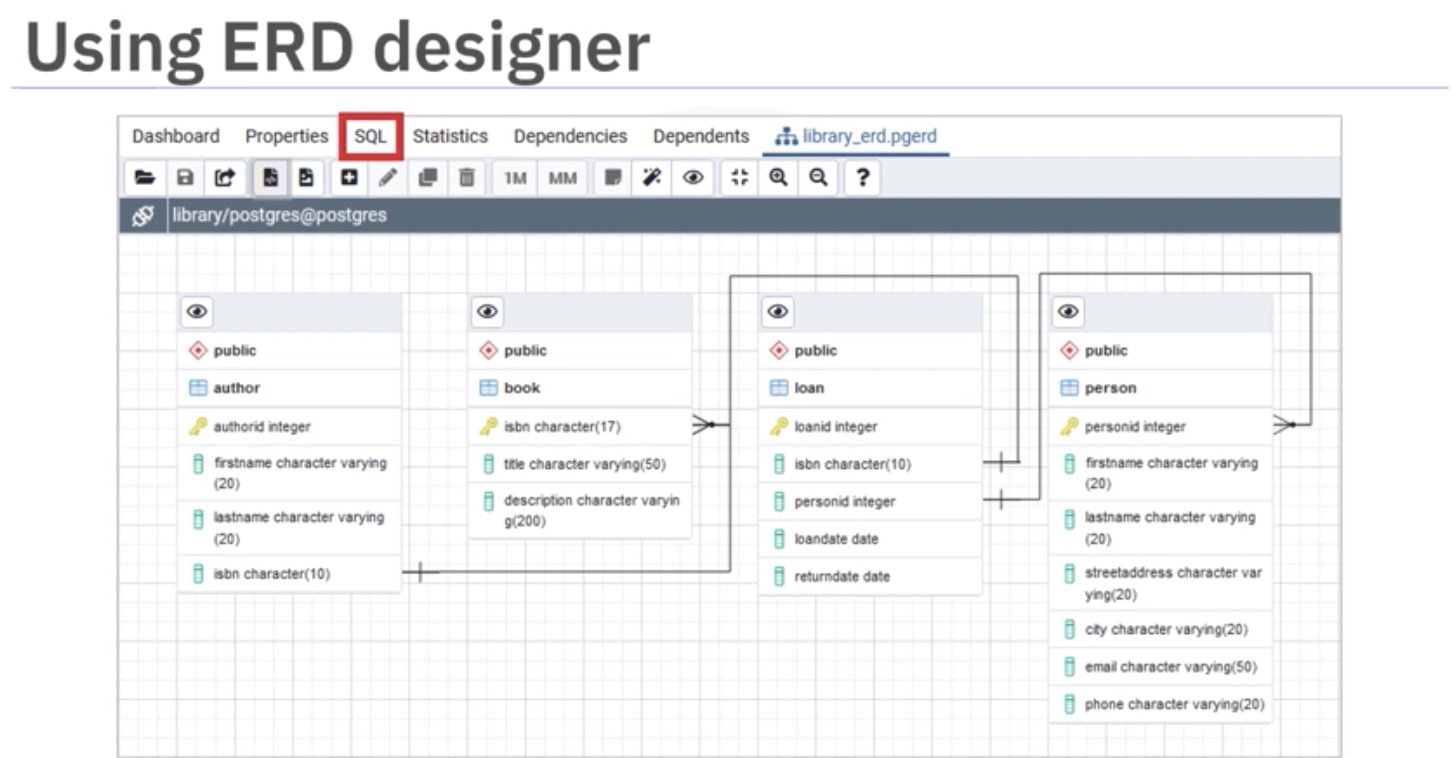 Using ERD designer
Dashboard Properties SQL Statistics Dependencies Dependents library_erd.pgerd
1M MM ?
library/postgres@postgres
public
author
authorid integer
firstname character varying
(20)
lastname character varying
(20)
isbn character(10)
public
book
isbn character(17)
title character varying(50)
description character varyin
g(200)
public
loan
loanid integer
isbn character(10)
personid integer
loandate date
returndate date
public
person
personid integer
firstname character varying
(20)
lastname character varying
(20)
streetaddress character var
ying(20)
city character varying(20)
email character varying(50)
phone character varying(20)